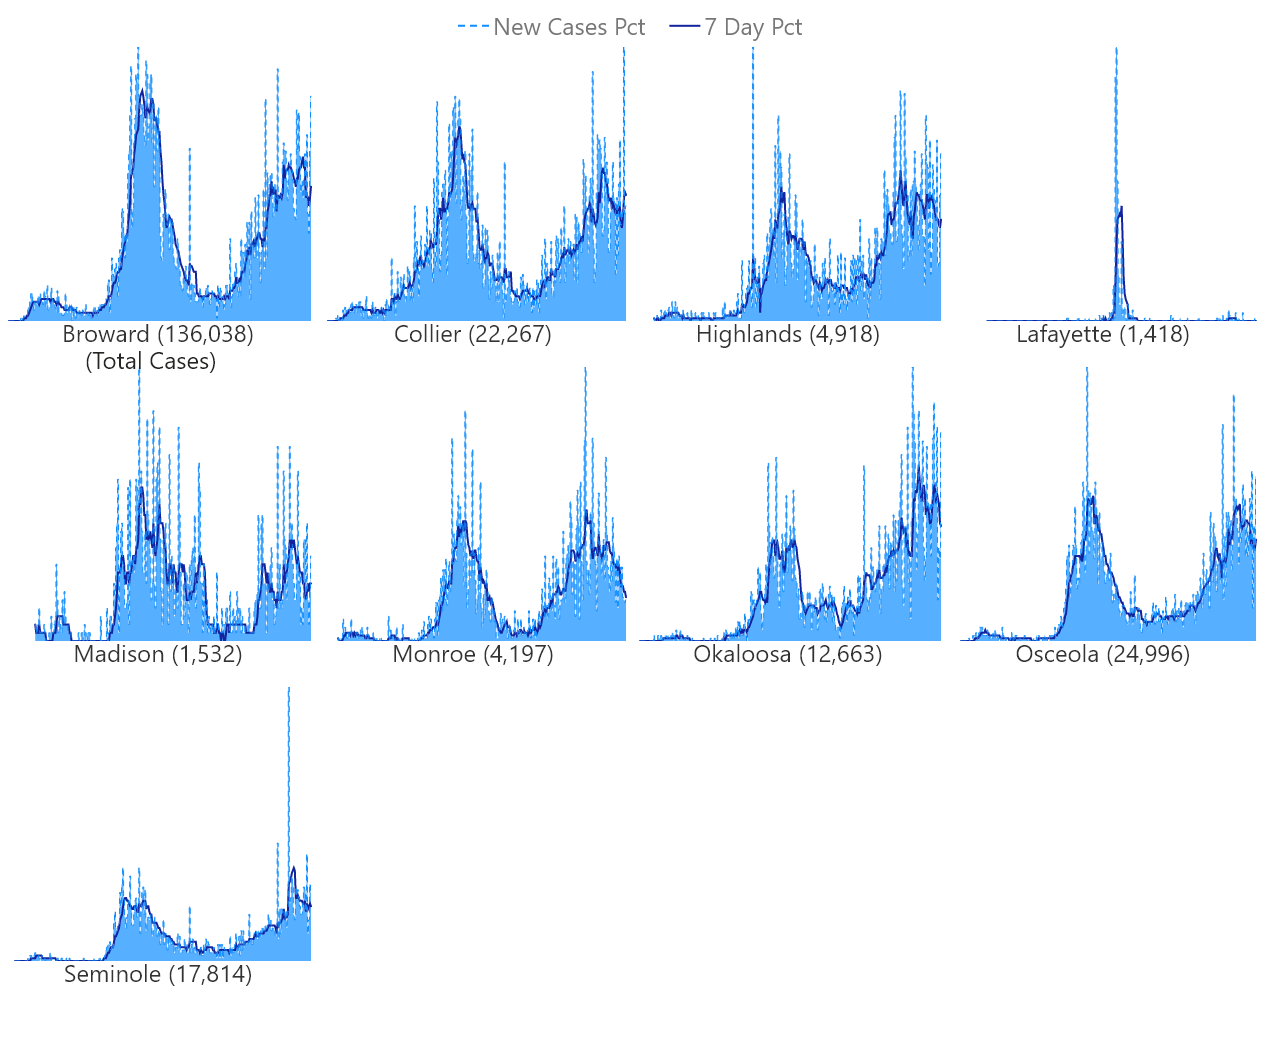 New Cases Pct 7 Day Pct
Broward (136,038)
(Total Cases)
Collier (22,267)
Highlands (4,918)
Lafayette (1,418)
Madison (1,532)
Monroe (4,197)
Okaloosa (12,663)
Osceola (24,996)
Seminole (17,814)